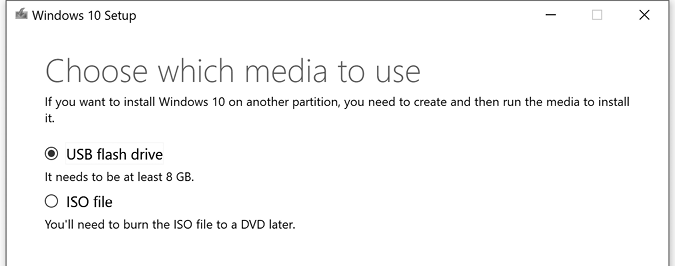 Windows 10 Setup
Choose which media to use
If you want to install Windows 10 on another partition, you need to create and then run the media to install
it.
USB flash drive
It needs to be at least 8 GB.
ISO file
You'll need to burn the ISO file to a DVD later.